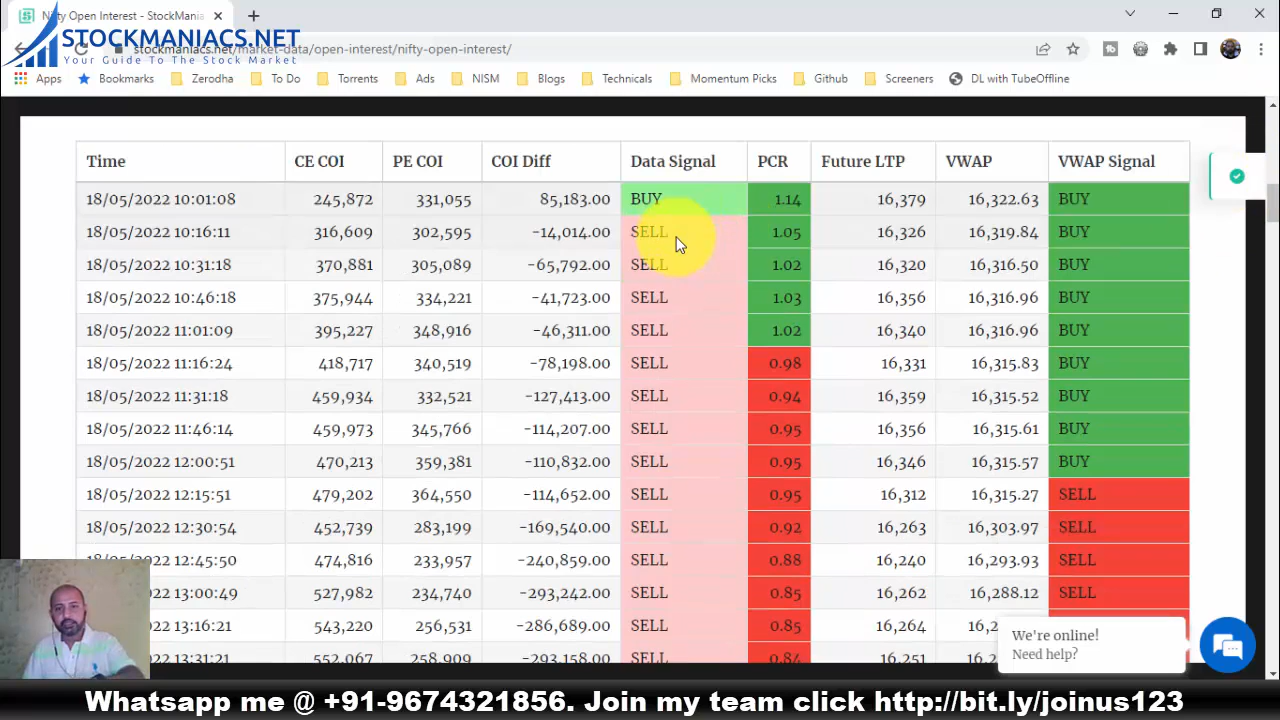 Nifty Open Interest - StockMania
STOCKMANIACS.NET
Your Guide To The Stock Market
stockmaniacs.net/market-data/open-interest/nifty-open-interest/
Apps Bookmarks Zerodha To Do Torrents Ads NISM Blogs Technicals Momentum Picks Github Screeners DL with TubeOffline
Time CE COI PE COI COI Diff Data Signal PCR Future LTP VWAP VWAP Signal
18/05/2022 10:01:08 245,872 331,055 85,183.00 BUY 1.14 16,379 16,322.63 BUY
18/05/2022 10:16:11 316,609 302,595 -14,014.00 SELL 1.05 16,326 16,319.84 BUY
18/05/2022 10:31:18 370,881 305,089 -65,792.00 SELL 1.02 16,320 16,316.50 BUY
18/05/2022 10:46:18 375,944 334,221 -41,723.00 SELL 1.03 16,356 16,316.96 BUY
18/05/2022 11:01:09 395,227 348,916 -46,311.00 SELL 1.02 16,340 16,316.96 BUY
18/05/2022 11:16:24 418,717 340,519 -78,198.00 SELL 0.98 16,331 16,315.83 BUY
18/05/2022 11:31:18 459,934 332,521 -127,413.00 SELL 0.94 16,359 16,315.52 BUY
18/05/2022 11:46:14 459,973 345,766 -114,207.00 SELL 0.95 16,356 16,315.61 BUY
18/05/2022 12:00:51 470,213 359,381 -110,832.00 SELL 0.95 16,346 16,315.57 BUY
18/05/2022 12:15:51 479,202 364,550 -114,652.00 SELL 0.95 16,312 16,315.27 SELL
18/05/2022 12:30:54 452,739 283,199 -169,540.00 SELL 0.92 16,263 16,303.97 SELL
12:45:50 474,816 233,957 -240,859.00 SELL 0.88 16,240 16,293.93 SELL
13:00:49 527,982 234,740 -293,242.00 SELL 0.85 16,262 16,288.12 SELL
13:16:21 543,220 256,531 -286,689.00 SELL 0.85 16,264
13:31:21 552,067 258,909 -293,158.00 SELL 0.84 16,251
We're online!
Need help?
Whatsapp me @ +91-9674321856. Join my team click http://bit.ly/joinus123